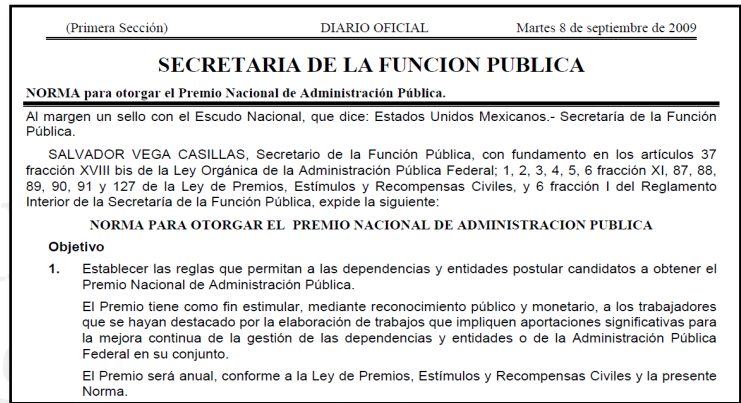 (Primera Sección) DIARIO OFICIAL Martes 8 de septiembre de 2009
SECRETARIA DE LA FUNCION PUBLICA
NORMA para otorgar el Premio Nacional de Administración Pública.
Al margen un sello con el Escudo Nacional, que dice: Estados Unidos Mexicanos.- Secretaría de la Función
Pública.
SALVADOR VEGA CASILLAS, Secretario de la Función Pública, con fundamento en los artículos 37
fracción XVIII bis de la Ley Orgánica de la Administración Pública Federal; 1, 2, 3, 4, 5, 6 fracción XI, 87, 88,
89, 90, 91 y 127 de la Ley de Premios, Estímulos y Recompensas Civiles, y 6 fracción I del Reglamento
Interior de la Secretaría de la Función Pública, expide la siguiente:
NORMA PARA OTORGAR EL PREMIO NACIONAL DE ADMINISTRACION PUBLICA
Objetivo
1. Establecer las reglas que permitan a las dependencias y entidades postular candidatos a obtener el
Premio Nacional de Administración Pública.
El Premio tiene como fin estimular, mediante reconocimiento público y monetario, a los trabajadores
que se hayan destacado por la elaboración de trabajos que impliquen aportaciones significativas para
la mejora continua de la gestión de las dependencias y entidades o de la Administración Pública
Federal en su conjunto.
El Premio será anual, conforme a la Ley de Premios, Estímulos y Recompensas Civiles y la presente
Norma.